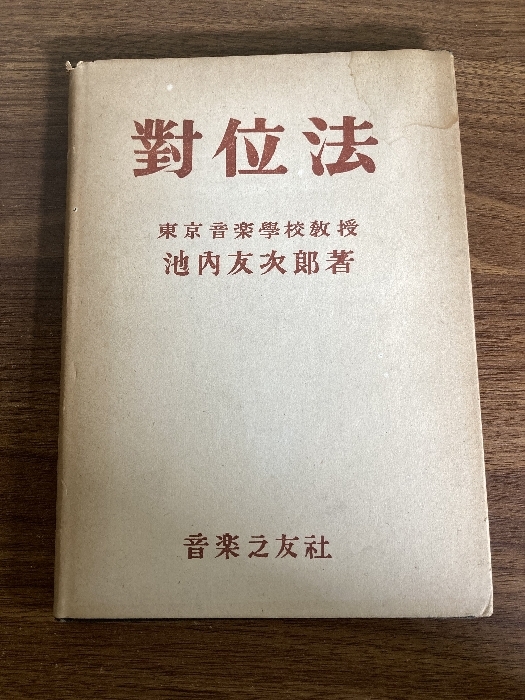 對位法
東京音楽學校教授
池内友次郎著
音楽之友社